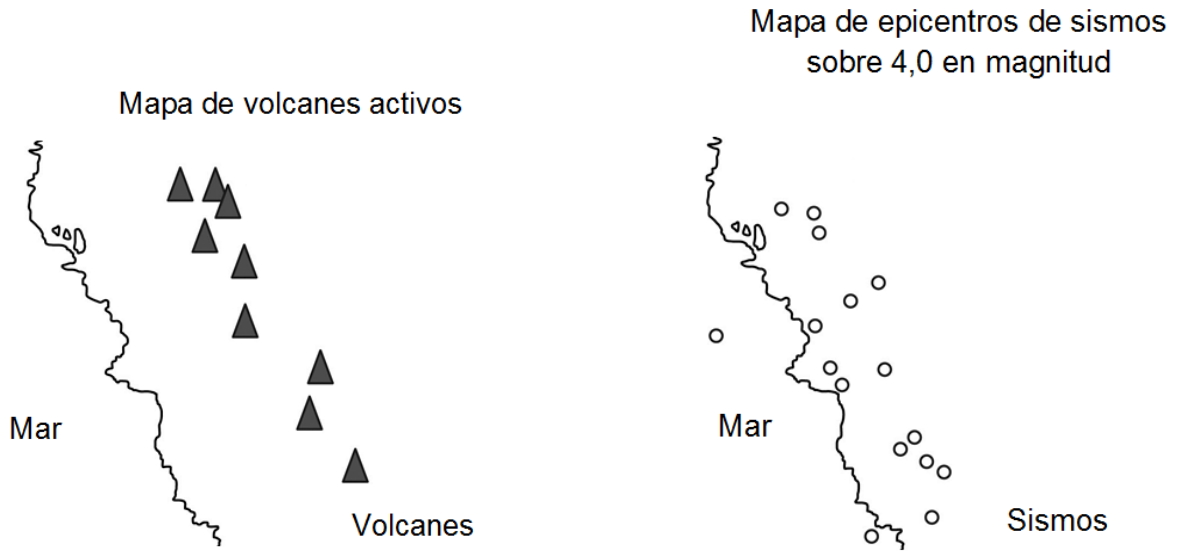 Mapa de volcanes activos
Mar
Volcanes
Mapa de epicentros de sismos
sobre 4,0 en magnitud
Mar
Sismos